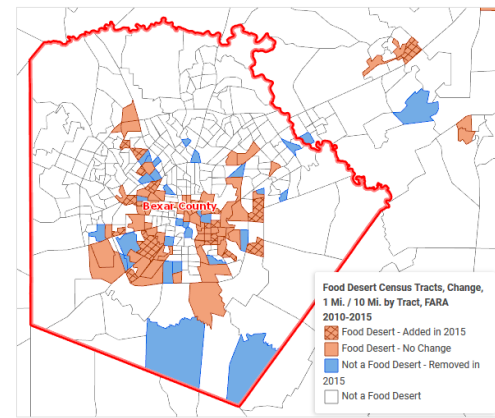 Bexar County
Food Desert Census Tracts, Change,
1 Mi. / 10 Mi. by Tract, FARA
2010-2015
Food Desert - Added in 2015
Food Desert - No Change
Not a Food Desert - Removed in
2015
Not a Food Desert